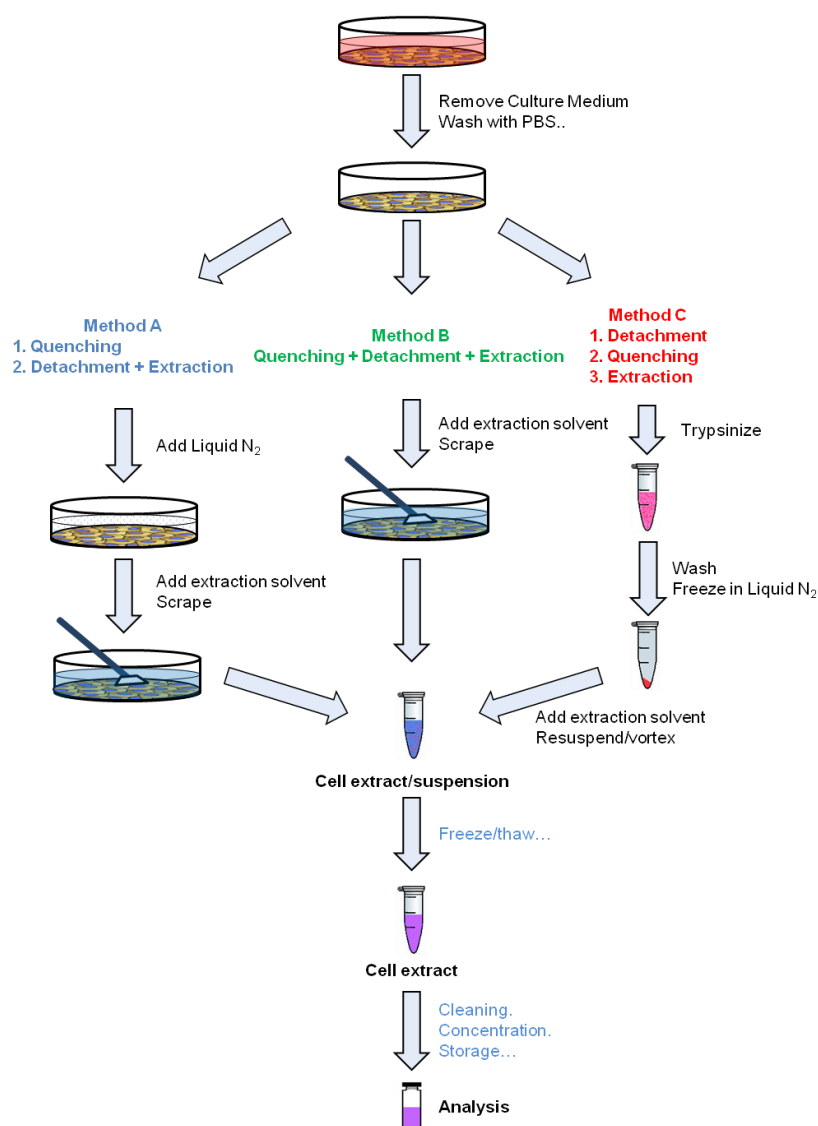 Remove Culture Medium
Wash with PBS..
Method A
1. Quenching
2. Detachment + Extraction
Method B
Quenching + Detachment + Extraction
Method C
1. Detachment
2. Quenching
3. Extraction
Add Liquid N₂
Add extraction solvent
Scrape
Trypsinize
Add extraction solvent
Scrape
Wash
Freeze in Liquid N₂
Add extraction solvent
Resuspend/vortex
Cell extract/suspension
Freeze/thaw…
Cell extract
Cleaning.
Concentration.
Storage…
Analysis